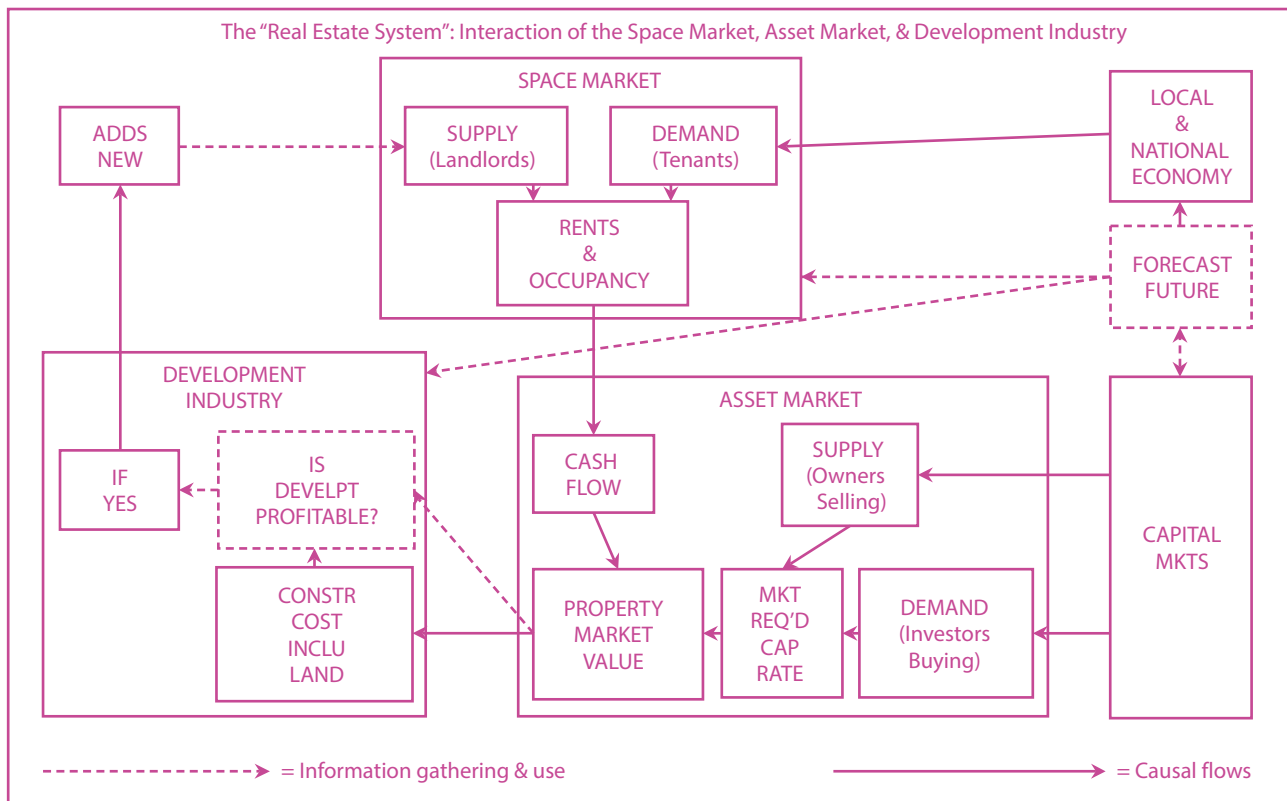 The “Real Estate System”: Interaction of the Space Market, Asset Market, & Development Industry
SPACE MARKET
ADDS
NEW
SUPPLY
(Landlords)
DEMAND
(Tenants)
LOCAL
&
NATIONAL
ECONOMY
RENTS
&
OCCUPANCY
FORECAST
FUTURE
DEVELOPMENT
INDUSTRY
IF
YES
IS
DEVELPT
PROFITABLE?
CONSTR
COST
INCLU
LAND
ASSET MARKET
CASH
FLOW
SUPPLY
(Owners
Selling)
PROPERTY
MARKET
VALUE
MKT
REQ’D
CAP
RATE
DEMAND
(Investors
Buying)
CAPITAL
MKTS
= Information gathering & use
= Causal flows